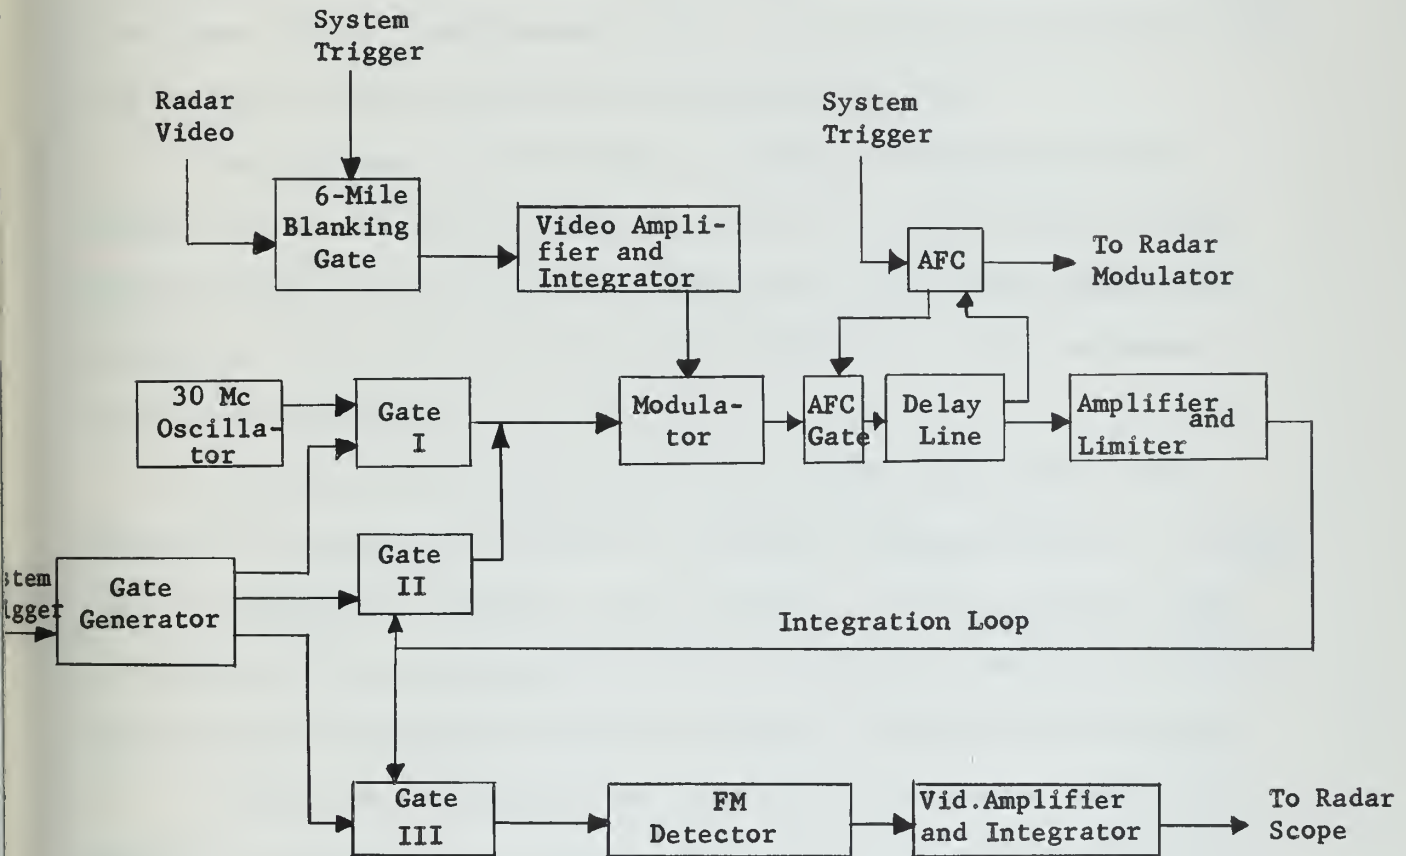 System
Trigger
Radar
Video
System
Trigger
6-Mile
Blanking
Gate
Video Ampli-
fier and
Integrator
AFC
To Radar
Modulator
30 Mc
Oscilla-
tor
Gate
I
Modula-
tor
AFC
Gate
Delay
Line
Amplifier
and
Limiter
Gate
II
Gate
Generator
Integration Loop
Gate
III
FM
Detector
Vid.Amplifier
and Integrator
To Radar
Scope